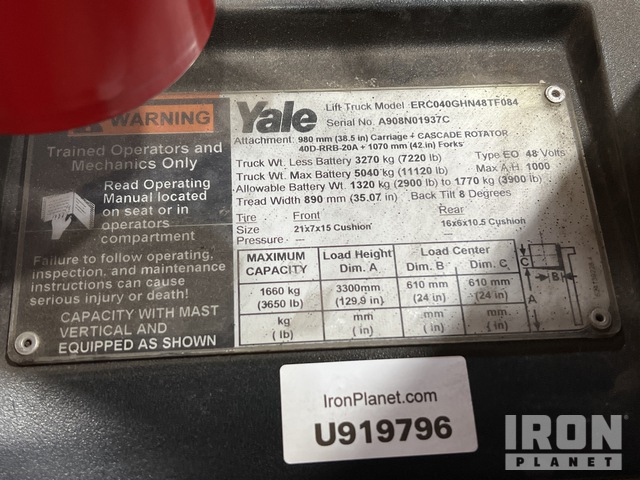 WARNING
Trained Operators and
Mechanics Only
Read Operating
Manual located
on seat or in
operators
compartment
Failure to follow operating,
inspection, and maintenance
instructions can cause
serious injury or death!
CAPACITY WITH MAST
VERTICAL AND
EQUIPPED AS SHOWN
Yale
Lift Truck Model ERC040GHN48TF084
Serial No. A908N01937C
Attachment 980 mm (38.5 in) Carriage + CASCADE ROTATOR
40D-RRB-20A + 1070 mm (42 in) Forks
Truck Wt. Less Battery 3270 kg (7220 lb) Type EO 48 Volts
Truck Wt. Max Battery 5040 kg (11120 lb) Max A.H. 1000
Allowable Battery Wt. 1320 kg (2900 lb) to 1770 kg (3900 lb)
Tread Width 890 mm (35.07 in) Back Tilt 8 Degrees
Tire Front Rear
Size 21x7x15 Cushion 16x6x10.5 Cushion
Pressure — —
MAXIMUM CAPACITY Load Height Dim. A Load Center Dim. B Dim. C
1660 kg 3300mm 610 mm 610 mm
(3650 lb) (129.9 in) (24 in) (24 in)
kg mm mm mm
(lb) (in) (in) (in)
C B
A
IronPlanet.com
U919796
IRON
PLANET